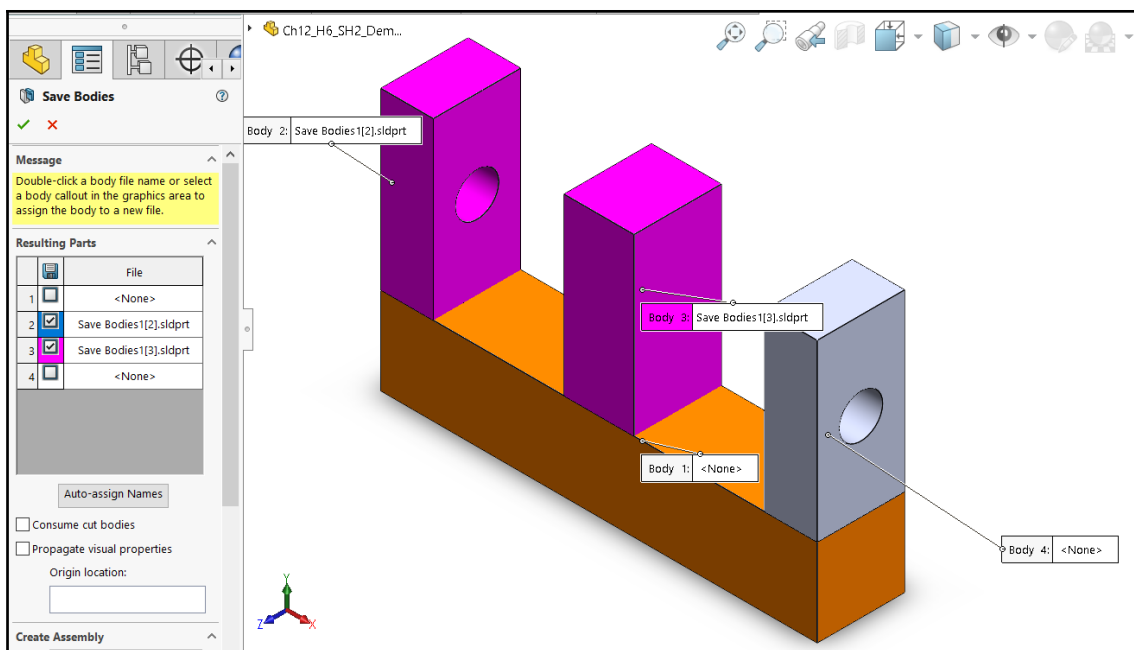 Ch12_H6_SH2_Dem...
Save Bodies
Message
Double-click a body file name or select
a body callout in the graphics area to
assign the body to a new file.
Resulting Parts
File
1 <None>
2 Save Bodies1[2].sldprt
3 Save Bodies1[3].sldprt
4 <None>
Auto-assign Names
Consume cut bodies
Propagate visual properties
Origin location:
Create Assembly
Body 2: Save Bodies1[2].sldprt
Body 3: Save Bodies1[3].sldprt
Body 1: <None>
Body 4: <None>
Y
Z
X